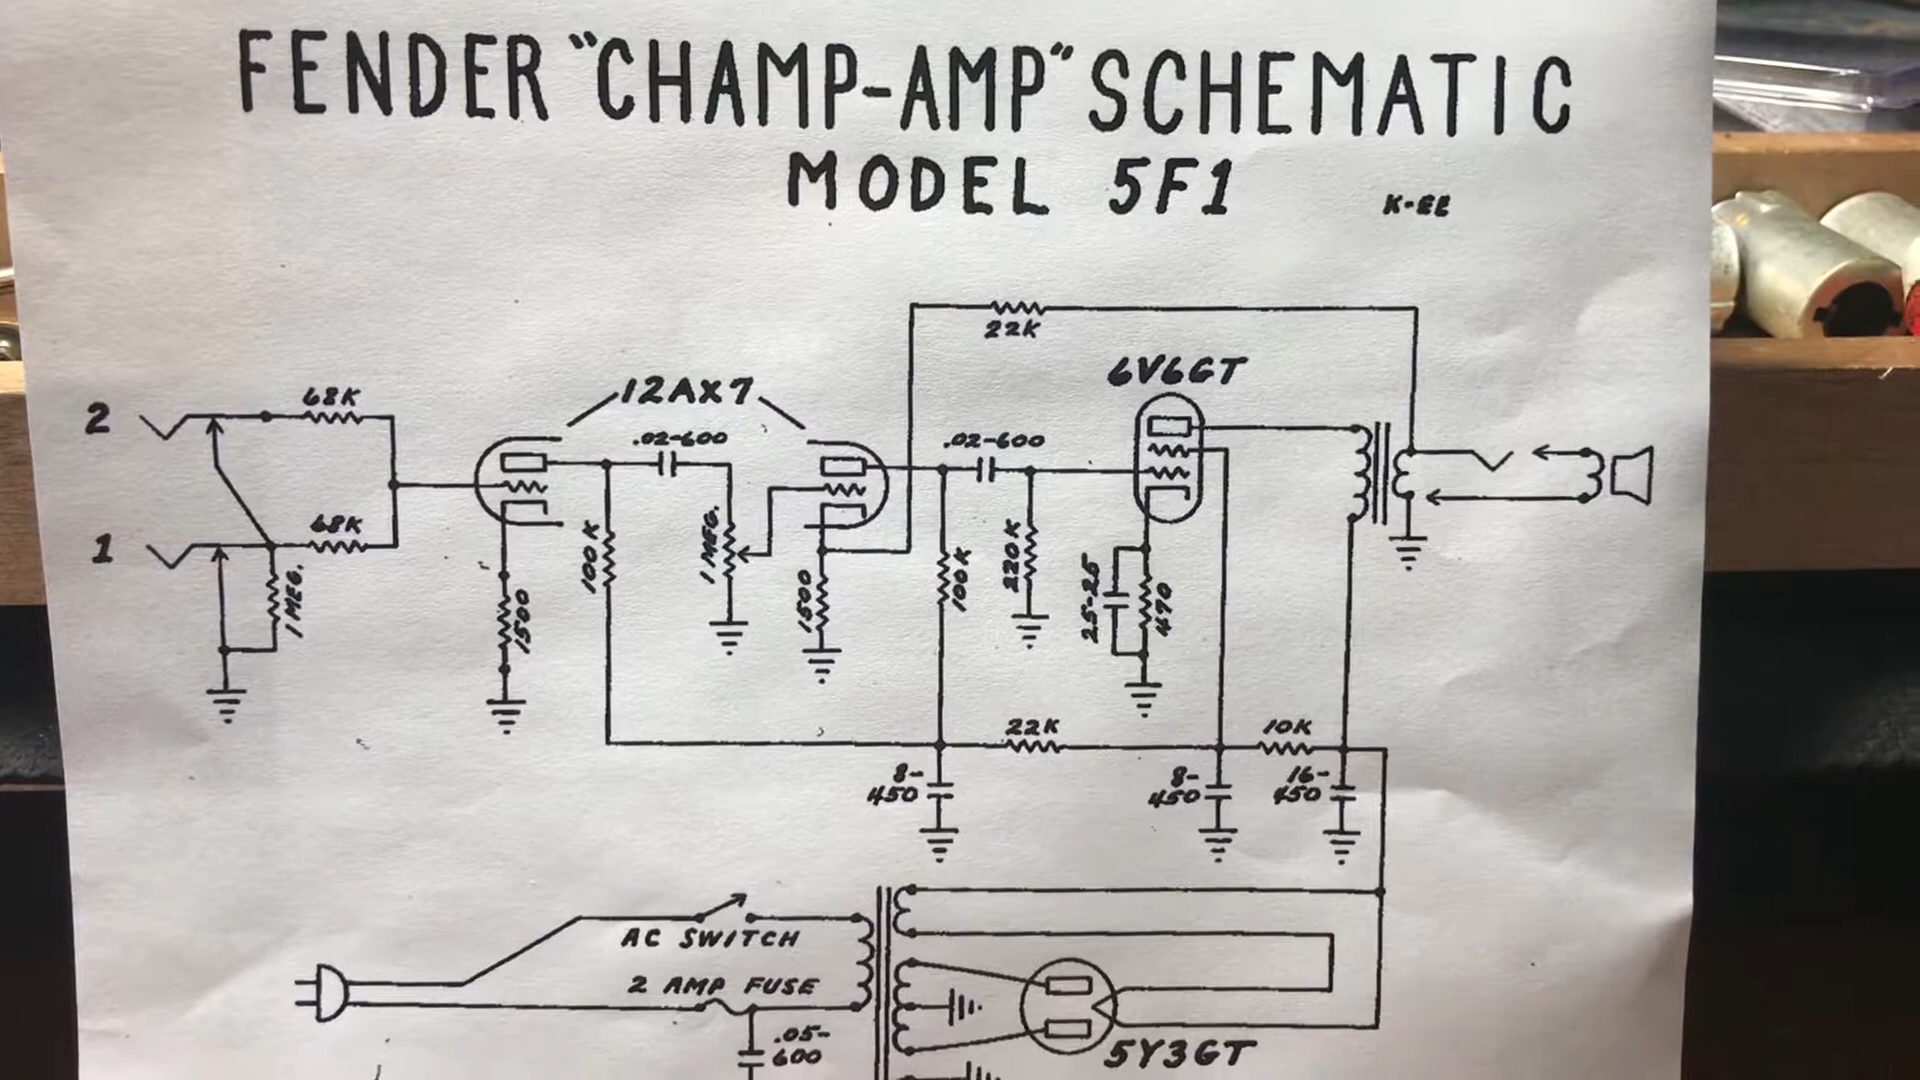 FENDER "CHAMP-AMP" SCHEMATIC
MODEL 5F1
K-EE
22K
6V6GT
12AX7
2
68K
.02-600
.02-600
1
68K
1 MEG.
1500
100K
1 MEG.
1500
100K
220K
25-25
470
22K
10K
8-
450
8-
450
16-
450
AC SWITCH
2 AMP FUSE
.05-
600
5Y3GT